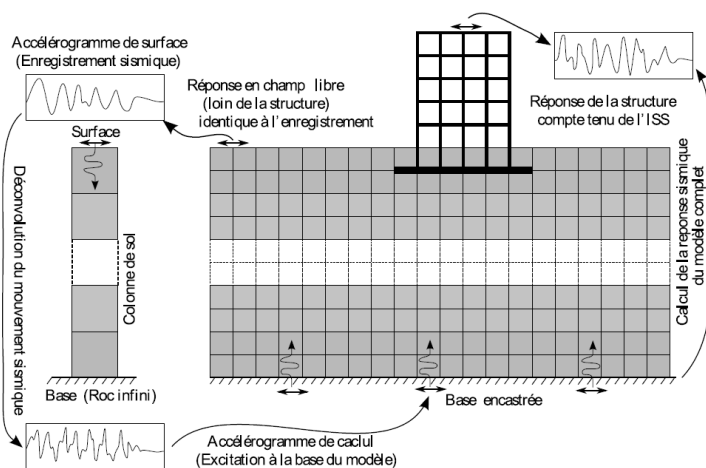 Accélérogramme de surface
(Enregistrement sismique)
Réponse en champ libre
(loin de la structure)
identique à l'enregistrement
Réponse de la structure
compte tenu de l'ISS
Surface
Déconvolution du mouvement sismique
Colonne de sol
Calcul de la reponse sismique
du modèle complet
Base (Roc infini)
Base encastrée
Accélérogramme de caclul
(Excitation à la base du modèle)